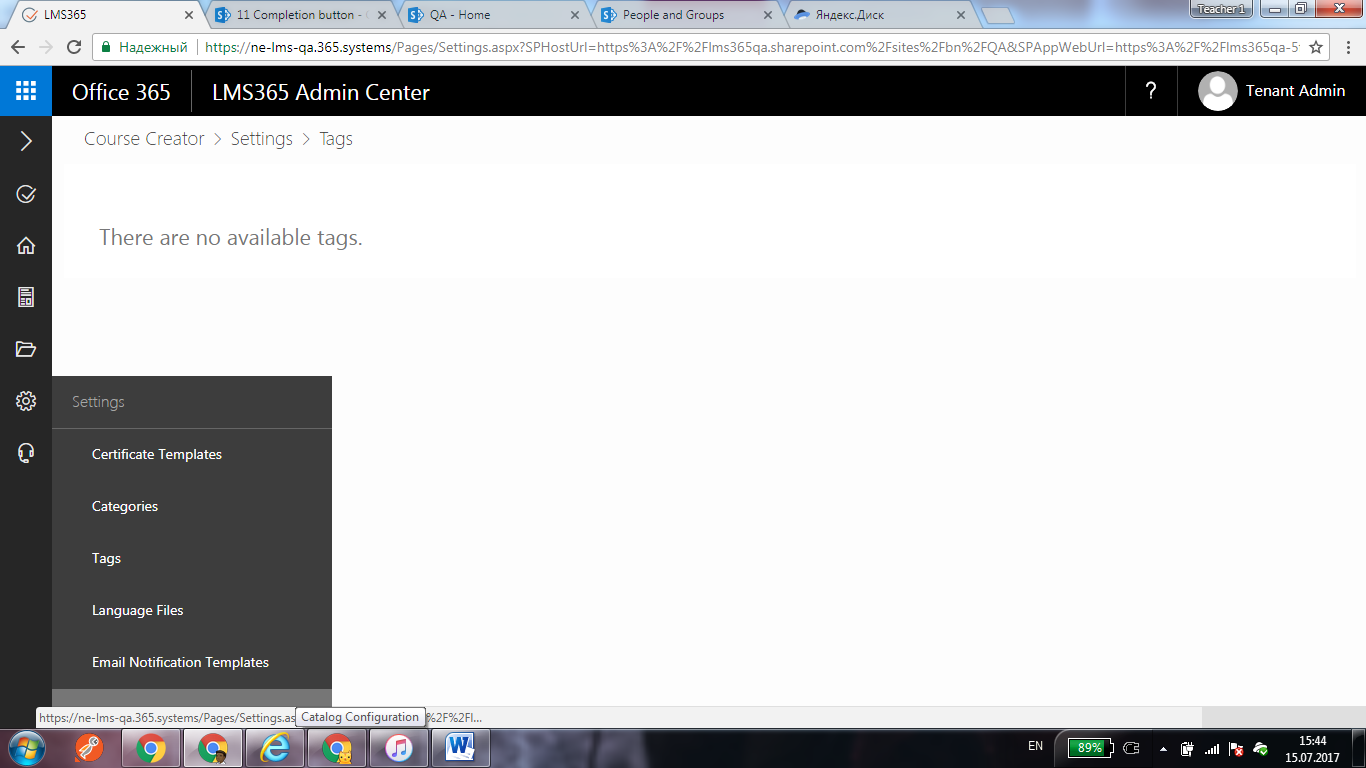 LMS365
11 Completion button -
QA - Home
People and Groups
Яндекс.Диск
Teacher 1
Надежный
https://ne-lms-qa.365.systems/Pages/Settings.aspx?SPHostUrl=https%3A%2F%2Flms365qa.sharepoint.com%2Fsites%2Fbn%2FQA&SPAppWebUrl=https%3A%2F%2Flms365qa-5
Office 365
LMS365 Admin Center
?
Tenant Admin
Course Creator > Settings > Tags
There are no available tags.
Settings
Certificate Templates
Categories
Tags
Language Files
Email Notification Templates
https://ne-lms-qa.365.systems/Pages/Settings.as
Catalog Configuration
%2F%2Fl...
EN
89%
15:44
15.07.2017